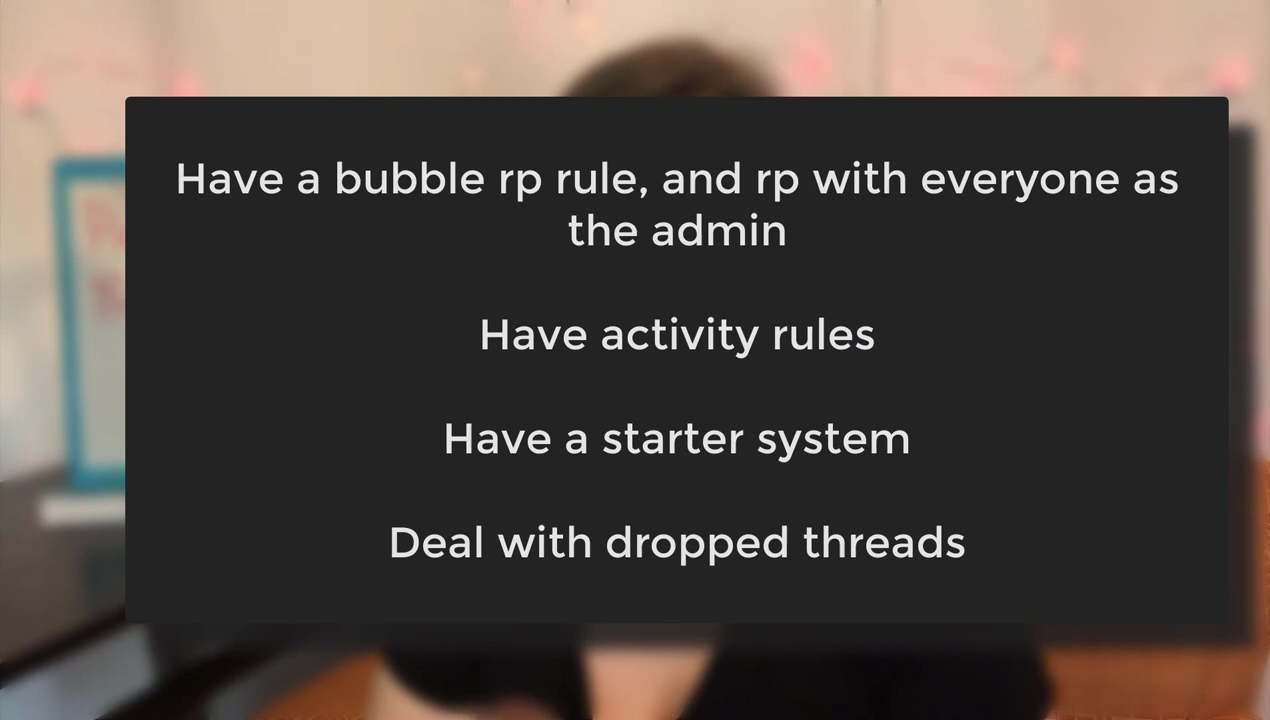 Have a bubble rp rule, and rp with everyone as
the admin
Have activity rules
Have a starter system
Deal with dropped threads